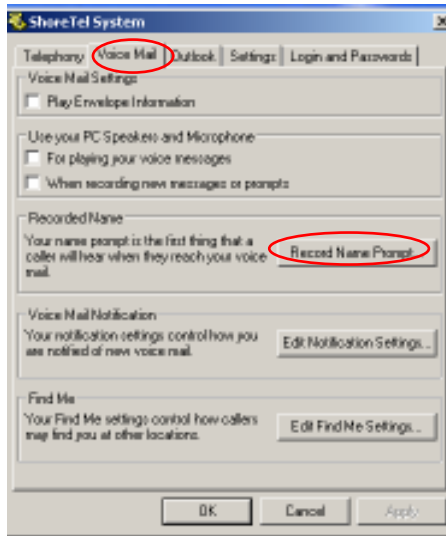 ShoreTel System
Telephony Voice Mail Outlook Settings Login and Passwords
Voice Mail Settings
Play Envelope Information
Use your PC Speakers and Microphone
For playing your voice messages
When recording new messages or prompts
Recorded Name
Your name prompt is the first thing that a
caller will hear when they reach your voice
mail.
Record Name Prompt...
Voice Mail Notification
Your notification settings control how you
are notified of new voice mail.
Edit Notification Settings...
Find Me
Your Find Me settings control how callers
may find you at other locations.
Edit Find Me Settings...
OK Cancel Apply